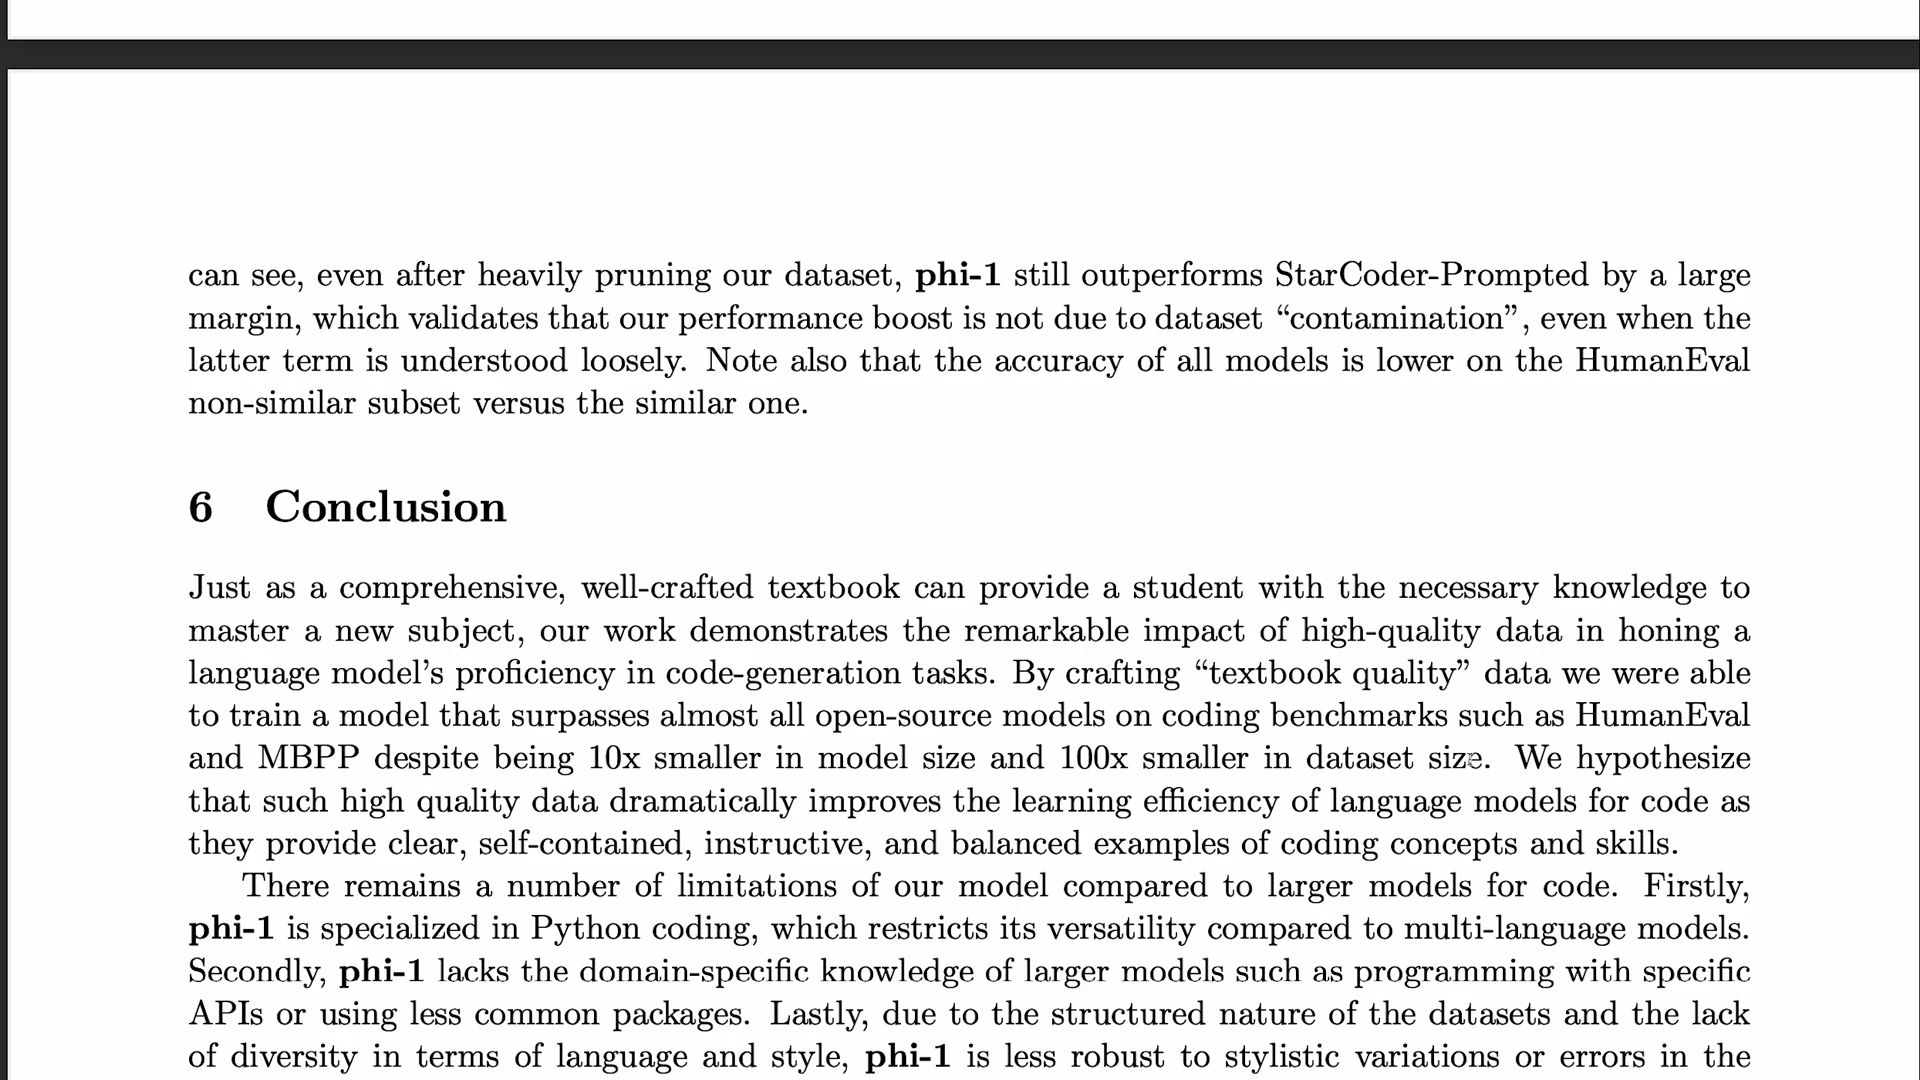 can see, even after heavily pruning our dataset, phi-1 still outperforms StarCoder-Prompted by a large
margin, which validates that our performance boost is not due to dataset “contamination”, even when the
latter term is understood loosely. Note also that the accuracy of all models is lower on the HumanEval
non-similar subset versus the similar one.
6 Conclusion
Just as a comprehensive, well-crafted textbook can provide a student with the necessary knowledge to
master a new subject, our work demonstrates the remarkable impact of high-quality data in honing a
language model’s proficiency in code-generation tasks. By crafting “textbook quality” data we were able
to train a model that surpasses almost all open-source models on coding benchmarks such as HumanEval
and MBPP despite being 10x smaller in model size and 100x smaller in dataset size. We hypothesize
that such high quality data dramatically improves the learning efficiency of language models for code as
they provide clear, self-contained, instructive, and balanced examples of coding concepts and skills.
There remains a number of limitations of our model compared to larger models for code. Firstly,
phi-1 is specialized in Python coding, which restricts its versatility compared to multi-language models.
Secondly, phi-1 lacks the domain-specific knowledge of larger models such as programming with specific
APIs or using less common packages. Lastly, due to the structured nature of the datasets and the lack
of diversity in terms of language and style, phi-1 is less robust to stylistic variations or errors in the